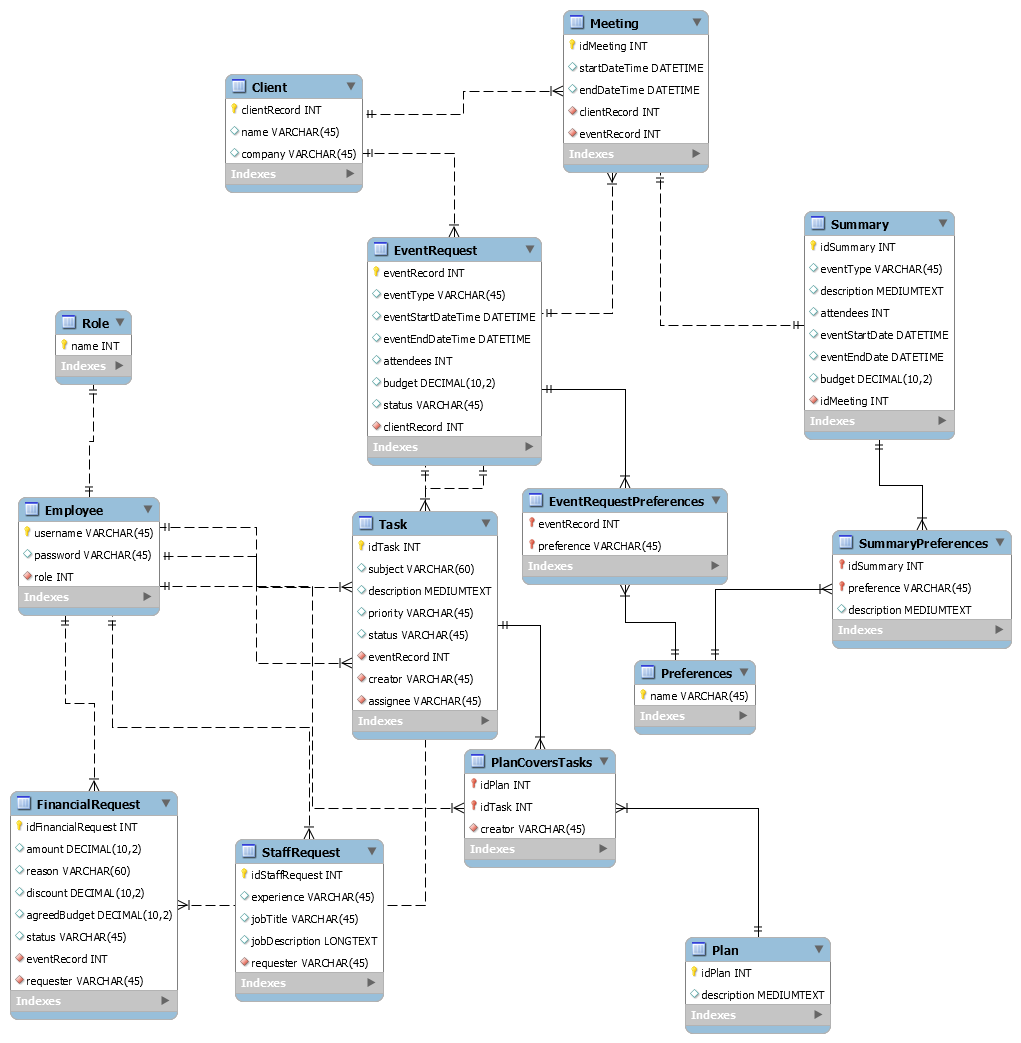 Meeting
idMeeting INT
startDateTime DATETIME
endDateTime DATETIME
clientRecord INT
eventRecord INT
Indexes
Client
clientRecord INT
name VARCHAR(45)
company VARCHAR(45)
Indexes
Summary
idSummary INT
eventType VARCHAR(45)
description MEDIUMTEXT
attendees INT
eventStartDate DATETIME
eventEndDate DATETIME
budget DECIMAL(10,2)
idMeeting INT
Indexes
EventRequest
eventRecord INT
eventType VARCHAR(45)
eventStartDateTime DATETIME
eventEndDateTime DATETIME
attendees INT
budget DECIMAL(10,2)
status VARCHAR(45)
clientRecord INT
Indexes
Role
name INT
Indexes
Employee
username VARCHAR(45)
password VARCHAR(45)
role INT
Indexes
Task
idTask INT
subject VARCHAR(60)
description MEDIUMTEXT
priority VARCHAR(45)
status VARCHAR(45)
eventRecord INT
creator VARCHAR(45)
assignee VARCHAR(45)
Indexes
EventRequestPreferences
eventRecord INT
preference VARCHAR(45)
Indexes
SummaryPreferences
idSummary INT
preference VARCHAR(45)
description MEDIUMTEXT
Indexes
Preferences
name VARCHAR(45)
Indexes
PlanCoversTasks
idPlan INT
idTask INT
creator VARCHAR(45)
Indexes
FinancialRequest
idFinancialRequest INT
amount DECIMAL(10,2)
reason VARCHAR(60)
discount DECIMAL(10,2)
agreedBudget DECIMAL(10,2)
status VARCHAR(45)
eventRecord INT
requester VARCHAR(45)
Indexes
StaffRequest
idStaffRequest INT
experience VARCHAR(45)
jobTitle VARCHAR(45)
jobDescription LONGTEXT
requester VARCHAR(45)
Indexes
Plan
idPlan INT
description MEDIUMTEXT
Indexes